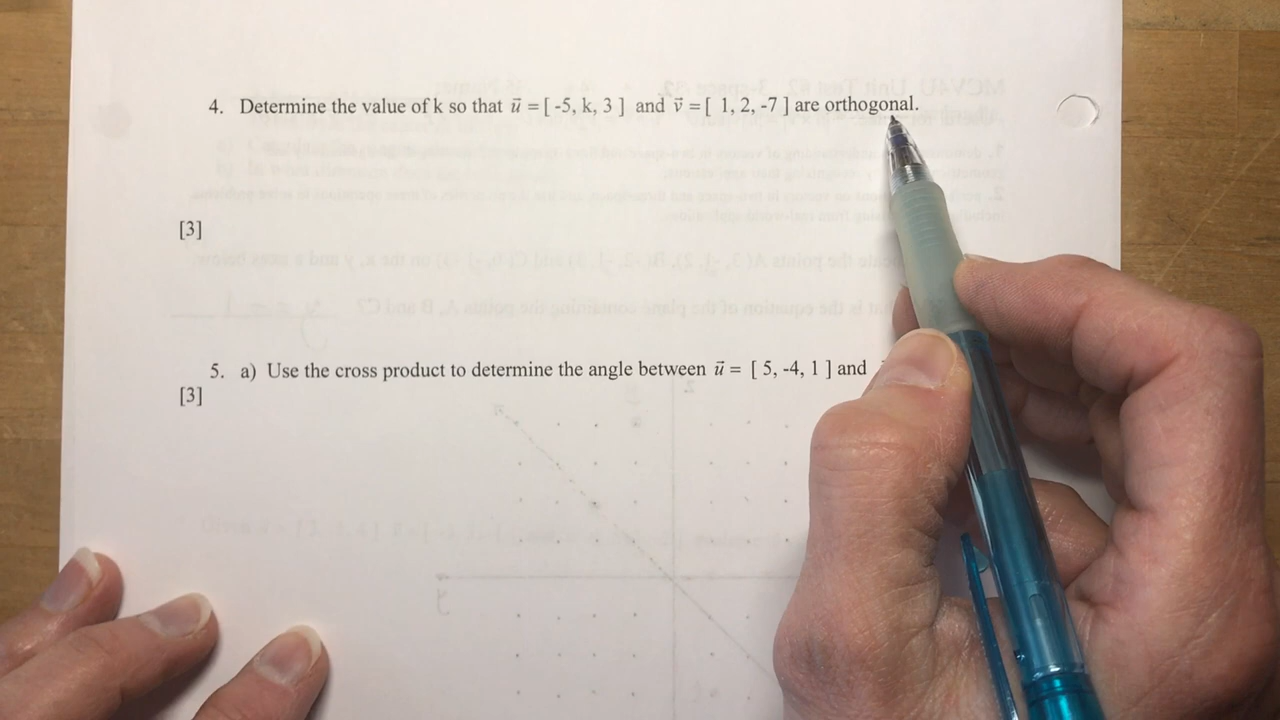 4. Determine the value of k so that u⃗ = [ -5, k, 3 ] and v⃗ = [ 1, 2, -7 ] are orthogonal.
[3]
5. a) Use the cross product to determine the angle between u⃗ = [ 5, -4, 1 ] and
[3]